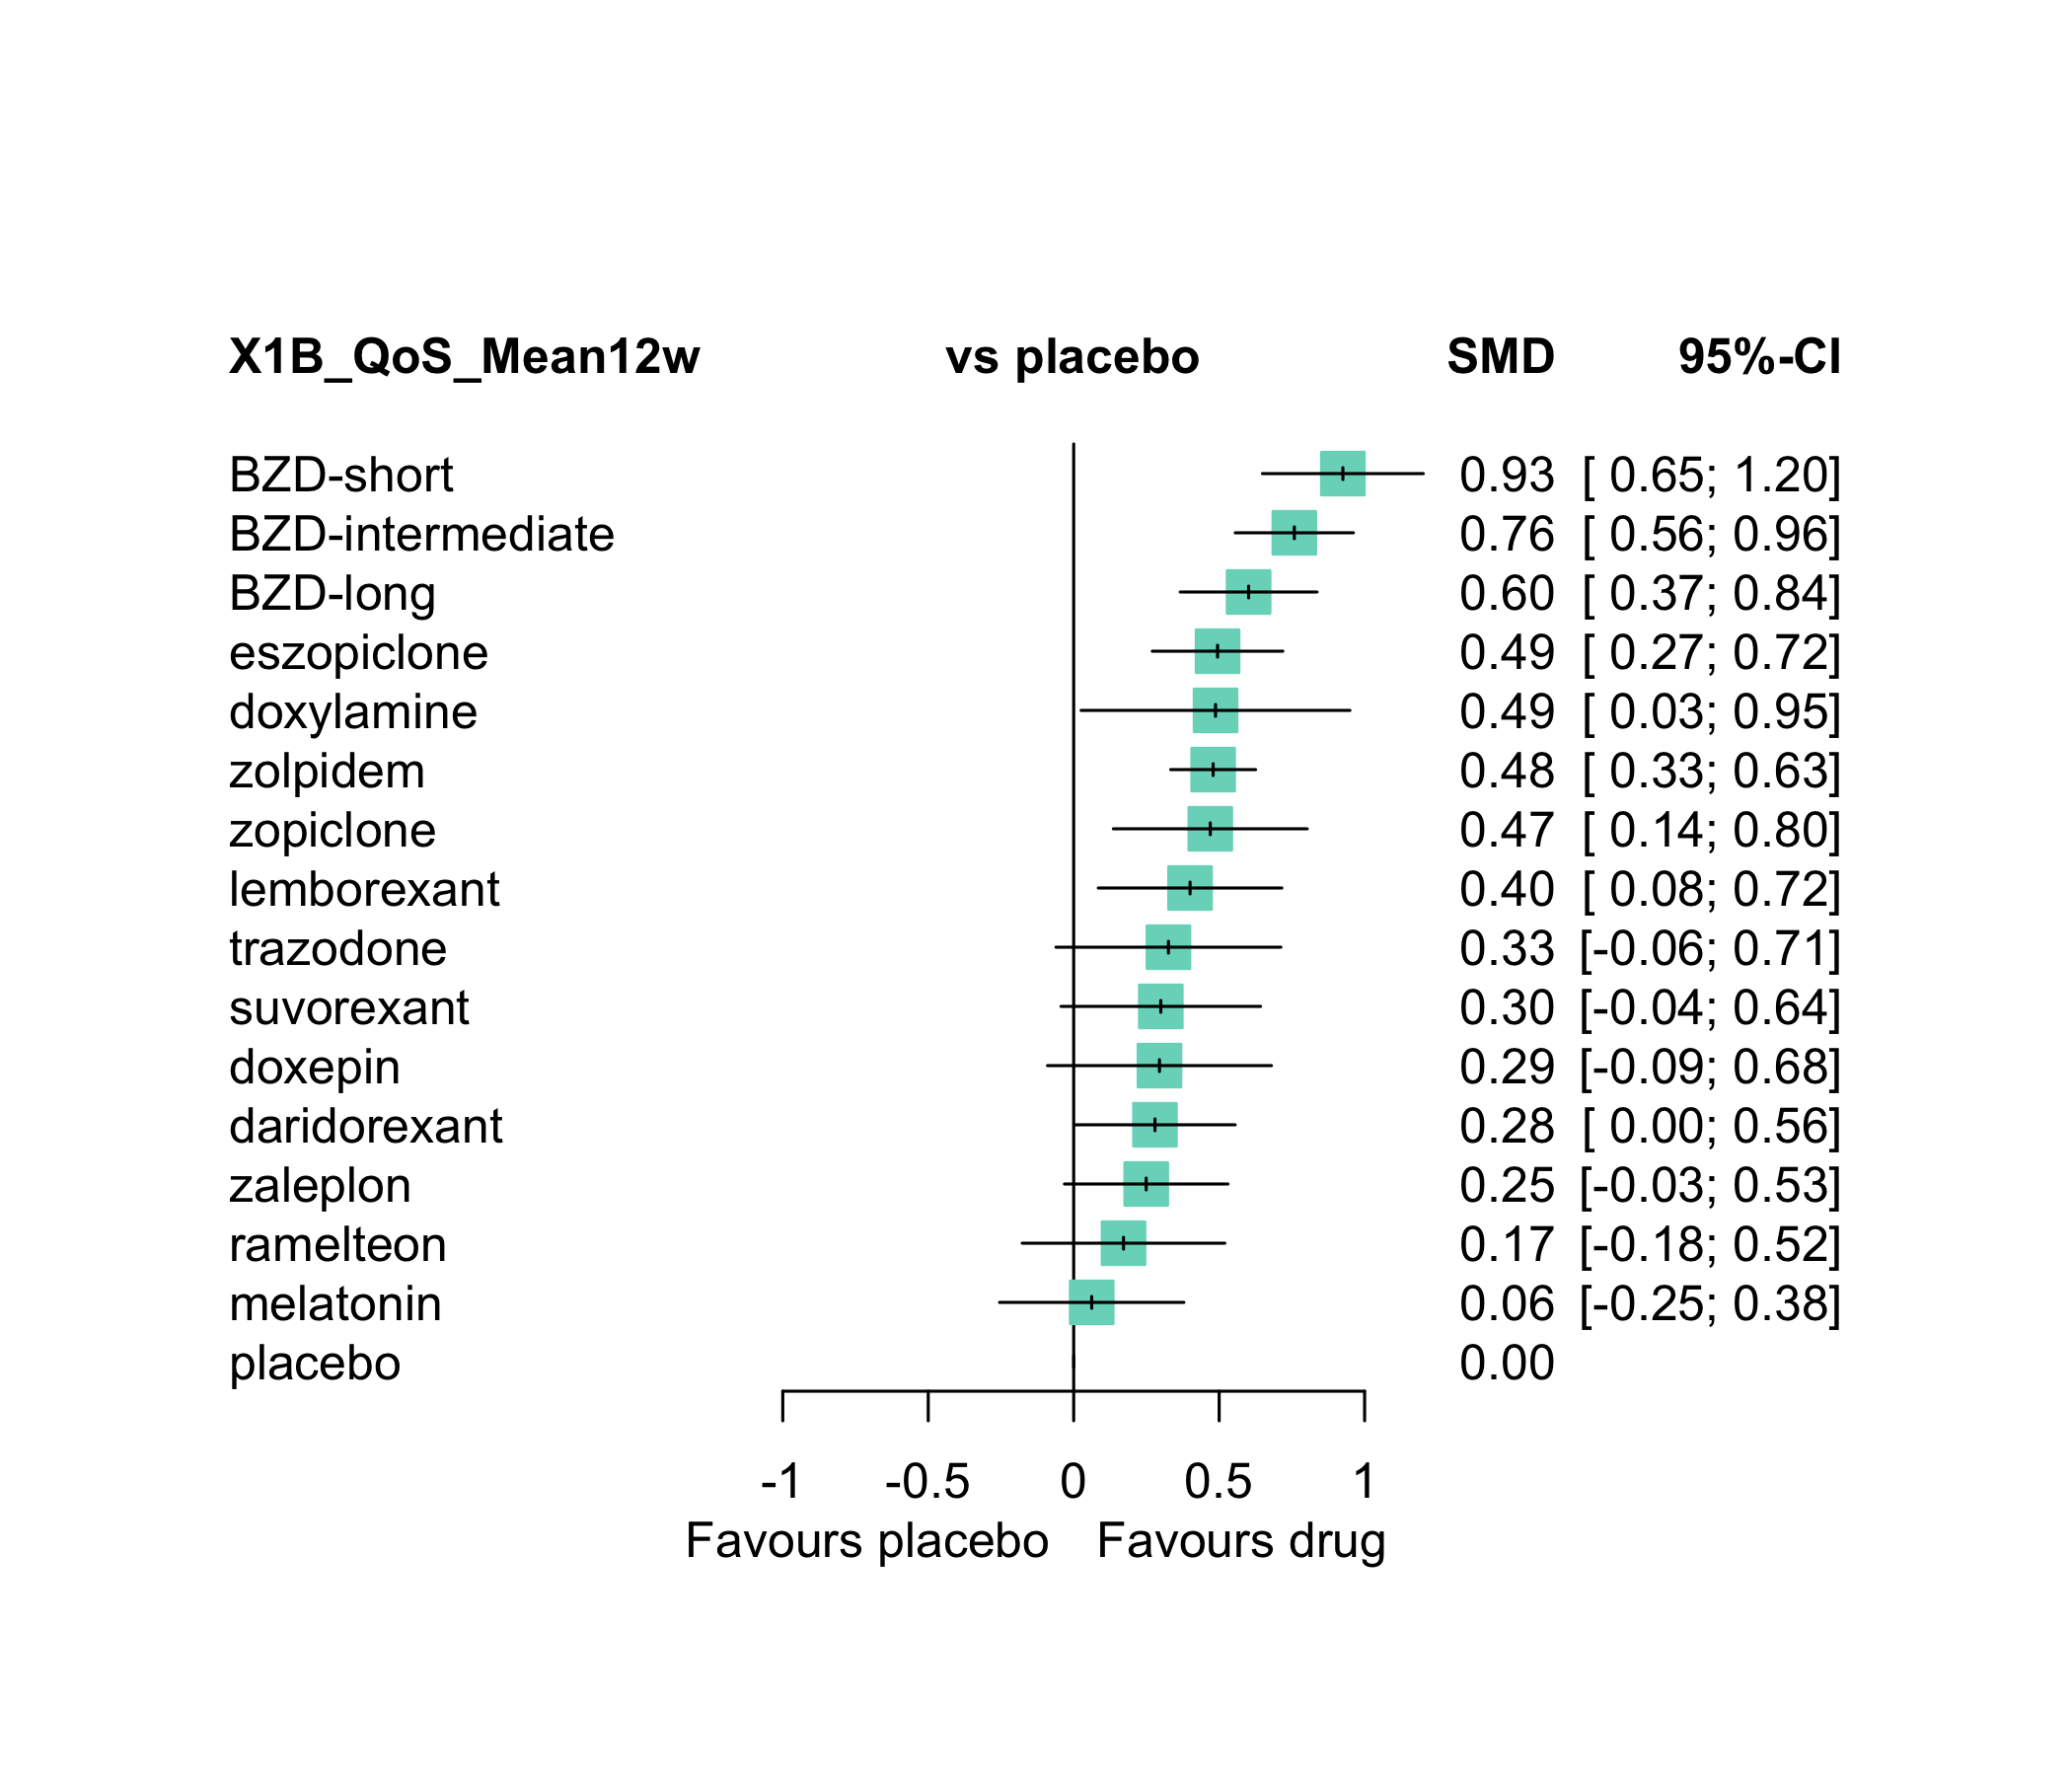 X1B_QoS_Mean12w vs placebo SMD 95%-CI
BZD-short 0.93 [ 0.65; 1.20]
BZD-intermediate 0.76 [ 0.56; 0.96]
BZD-long 0.60 [ 0.37; 0.84]
eszopiclone 0.49 [ 0.27; 0.72]
doxylamine 0.49 [ 0.03; 0.95]
zolpidem 0.48 [ 0.33; 0.63]
zopiclone 0.47 [ 0.14; 0.80]
lemborexant 0.40 [ 0.08; 0.72]
trazodone 0.33 [-0.06; 0.71]
suvorexant 0.30 [-0.04; 0.64]
doxepin 0.29 [-0.09; 0.68]
daridorexant 0.28 [ 0.00; 0.56]
zaleplon 0.25 [-0.03; 0.53]
ramelteon 0.17 [-0.18; 0.52]
melatonin 0.06 [-0.25; 0.38]
placebo 0.00
-1 -0.5 0 0.5 1
Favours placebo Favours drug